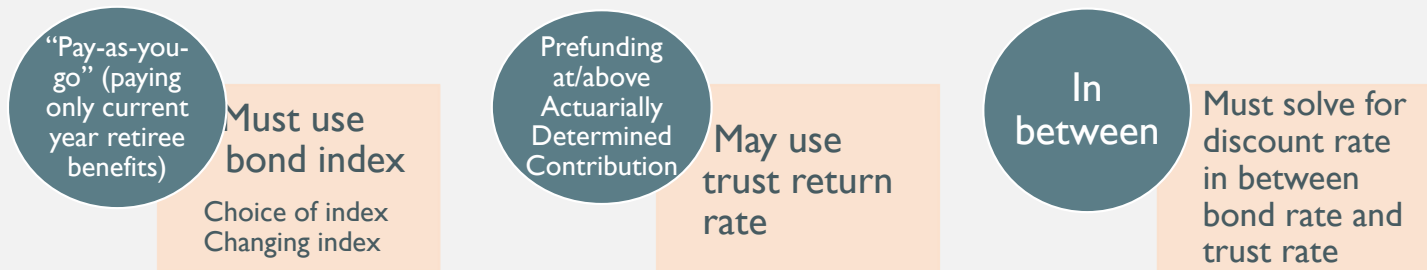 “Pay-as-you-
go” (paying
only current
year retiree
benefits)
Must use
bond index
Choice of index
Changing index
Prefunding
at/above
Actuarially
Determined
Contribution
May use
trust return
rate
In
between
Must solve for
discount rate
in between
bond rate and
trust rate